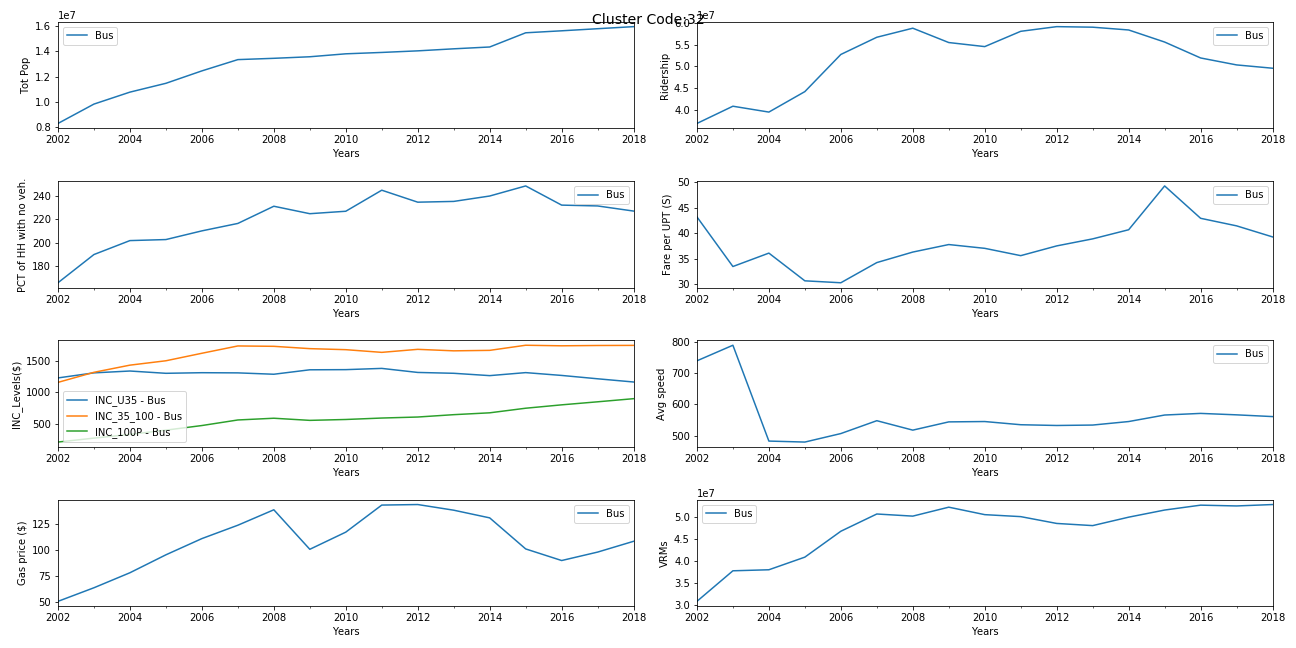 Cluster Code:32
1e7
Tot Pop
1.6
1.4
1.2
1.0
0.8
Bus
2002 2004 2006 2008 2010 2012 2014 2016 2018
Years
1e7
Ridership
6.0
5.5
5.0
4.5
4.0
Bus
2002 2004 2006 2008 2010 2012 2014 2016 2018
Years
PCT of HH with no veh.
240
220
200
180
Bus
2002 2004 2006 2008 2010 2012 2014 2016 2018
Years
Fare per UPT (S)
50
45
40
35
30
Bus
2002 2004 2006 2008 2010 2012 2014 2016 2018
Years
INC_Levels($)
1500
1000
500
INC_U35 - Bus
INC_35_100 - Bus
INC_100P - Bus
2002 2004 2006 2008 2010 2012 2014 2016 2018
Years
Avg speed
800
700
600
500
Bus
2002 2004 2006 2008 2010 2012 2014 2016 2018
Years
Gas price ($)
125
100
75
50
Bus
2002 2004 2006 2008 2010 2012 2014 2016 2018
Years
1e7
VRMs
5.0
4.5
4.0
3.5
3.0
Bus
2002 2004 2006 2008 2010 2012 2014 2016 2018
Years